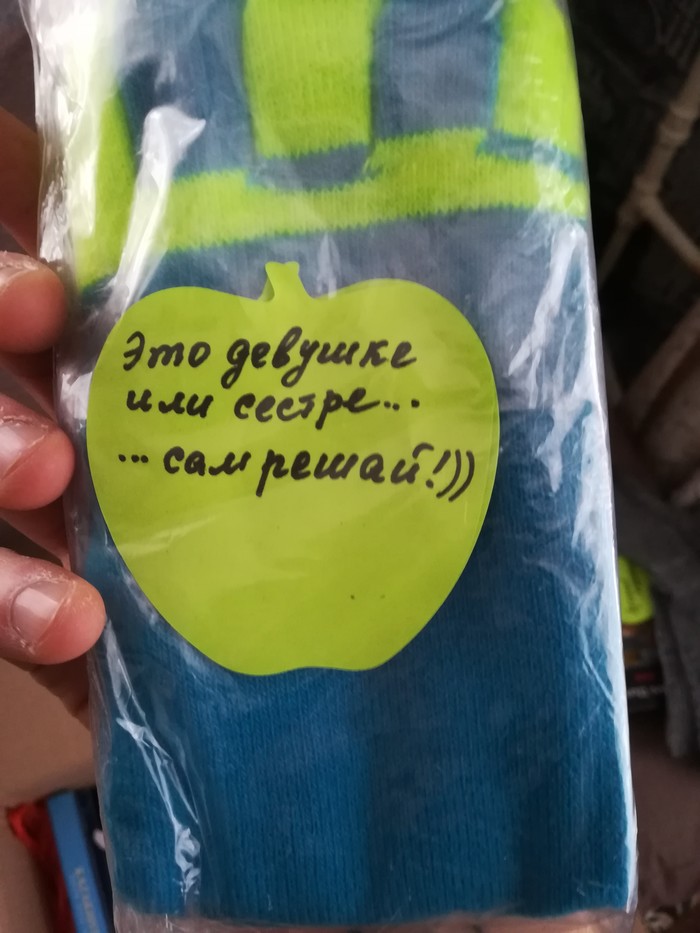 Это девушке
или сестре...
... сам решай!))